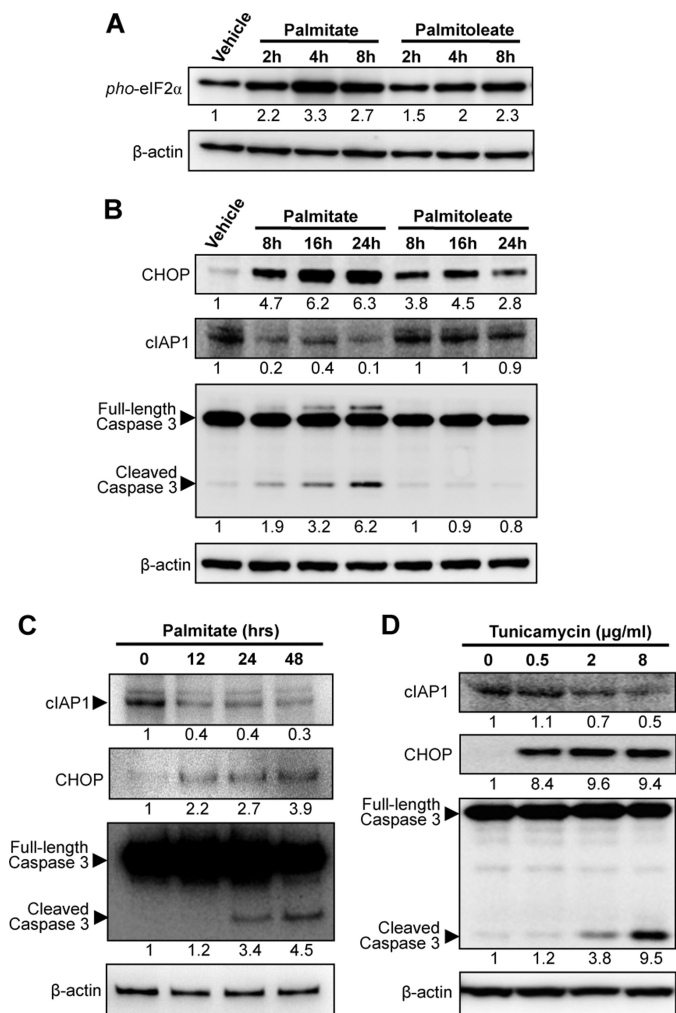 A
Vehicle
Palmitate Palmitoleate
2h 4h 8h 2h 4h 8h
pho-eIF2α
1 2.2 3.3 2.7 1.5 2 2.3
β-actin
B
Vehicle
Palmitate Palmitoleate
8h 16h 24h 8h 16h 24h
CHOP
1 4.7 6.2 6.3 3.8 4.5 2.8
cIAP1
1 0.2 0.4 0.1 1 1 0.9
Full-length
Caspase 3
Cleaved
Caspase 3
1 1.9 3.2 6.2 1 0.9 0.8
β-actin
C
Palmitate (hrs)
0 12 24 48
cIAP1
1 0.4 0.4 0.3
CHOP
1 2.2 2.7 3.9
Full-length
Caspase 3
Cleaved
Caspase 3
1 1.2 3.4 4.5
β-actin
D
Tunicamycin (μg/ml)
0 0.5 2 8
cIAP1
1 1.1 0.7 0.5
CHOP
1 8.4 9.6 9.4
Full-length
Caspase 3
Cleaved
Caspase 3
1 1.2 3.8 9.5
β-actin